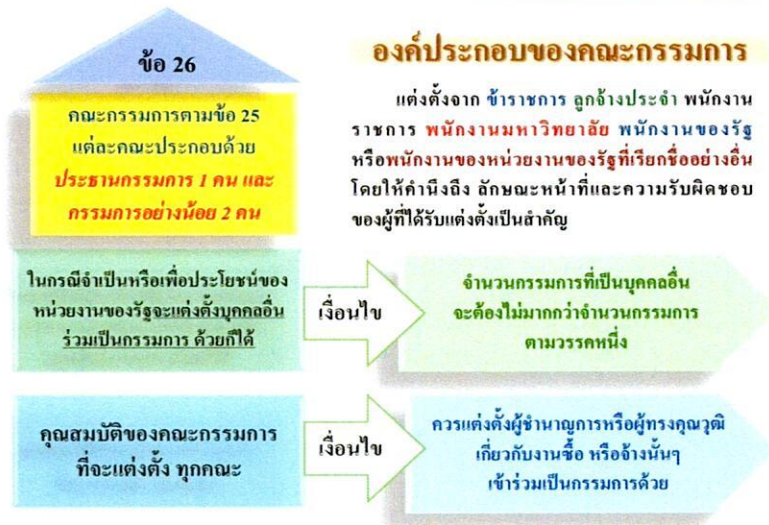 ข้อ 26
คณะกรรมการตามข้อ 25
แต่ละคณะประกอบด้วย
ประธานกรรมการ 1 คน และ
กรรมการอย่างน้อย 2 คน
องค์ประกอบของคณะกรรมการ
แต่งตั้งจาก ข้าราชการ ลูกจ้างประจำ พนักงาน
ราชการ พนักงานมหาวิทยาลัย พนักงานของรัฐ
หรือพนักงานของหน่วยงานของรัฐที่เรียกชื่ออย่างอื่น
โดยให้คำนึงถึง ลักษณะหน้าที่และความรับผิดชอบ
ของผู้ที่ได้รับแต่งตั้งเป็นสำคัญ
ในกรณีจำเป็นหรือเพื่อประโยชน์ของ
หน่วยงานของรัฐจะแต่งตั้งบุคคลอื่น
ร่วมเป็นกรรมการ ด้วยก็ได้
เงื่อนไข
จำนวนกรรมการที่เป็นบุคคลอื่น
จะต้องไม่มากกว่าจำนวนกรรมการ
ตามวรรคหนึ่ง
คุณสมบัติของคณะกรรมการ
ที่จะแต่งตั้ง ทุกคณะ
เงื่อนไข
ควรแต่งตั้งผู้ชำนาญการหรือผู้ทรงคุณวุฒิ
เกี่ยวกับงานซื้อ หรือจ้างนั้นๆ
เข้าร่วมเป็นกรรมการด้วย